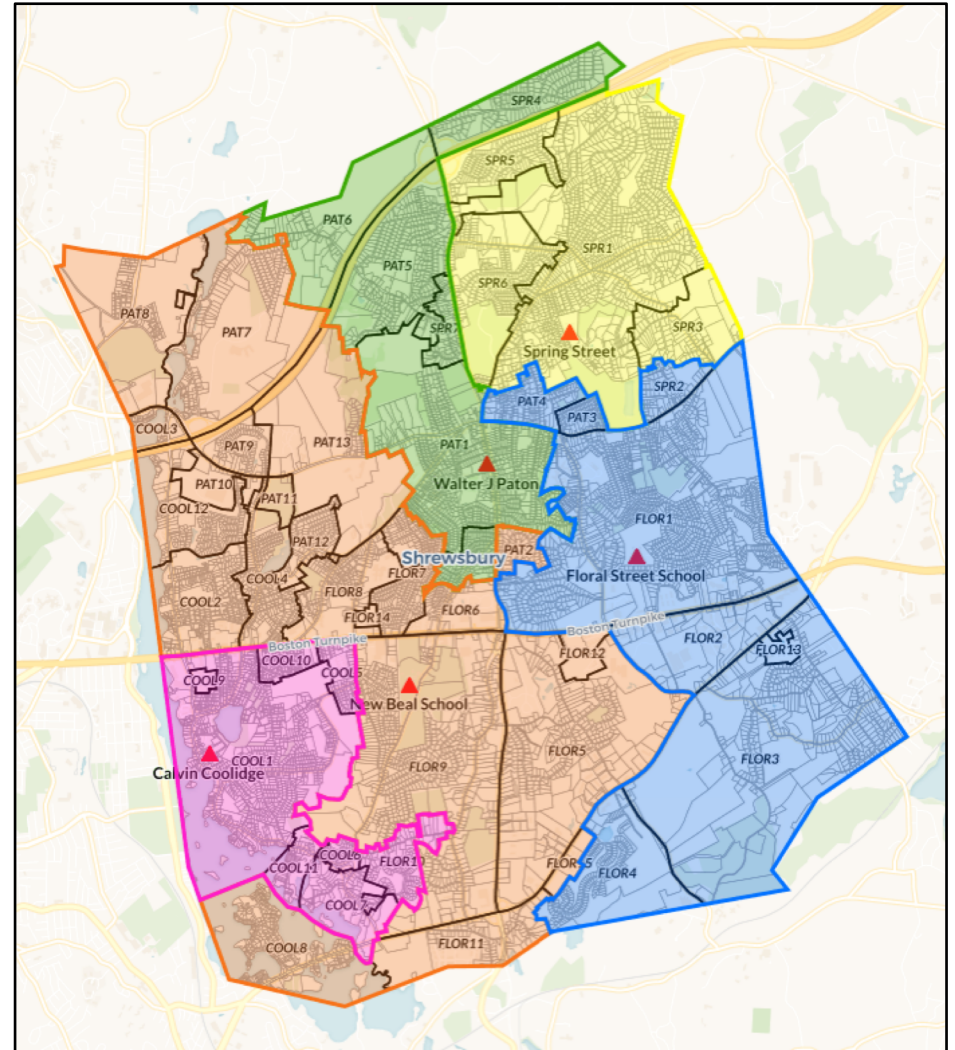 SPR4
SPR5
PAT6
SPR1
PAT5
SPR6
PAT8
PAT7
SPR7
SPR3
Spring Street
SPR2
PAT4
PAT3
COOL3
PAT9
PAT13
PAT1
PAT10
Walter J Paton
PAT11
COOL12
FLOR1
PAT12
PAT2
Shrewsbury
FLOR7
Floral Street School
COOL4
FLOR8
COOL2
FLOR14
FLOR6
Boston Turnpike
Boston Turnpike
FLOR2
FLOR13
FLOR12
COOL10
COOL9
New Beal School
FLOR5
COOL1
FLOR3
Calvin Coolidge
FLOR9
COOL6
FLOR10
COOL11
FLOR4
COOL7
COOL8
FLOR11